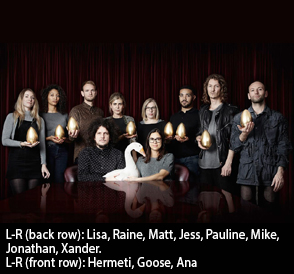 L-R (back row): Lisa, Raine, Matt, Jess, Pauline, Mike,
Jonathan, Xander.
L-R (front row): Hermeti, Goose, Ana